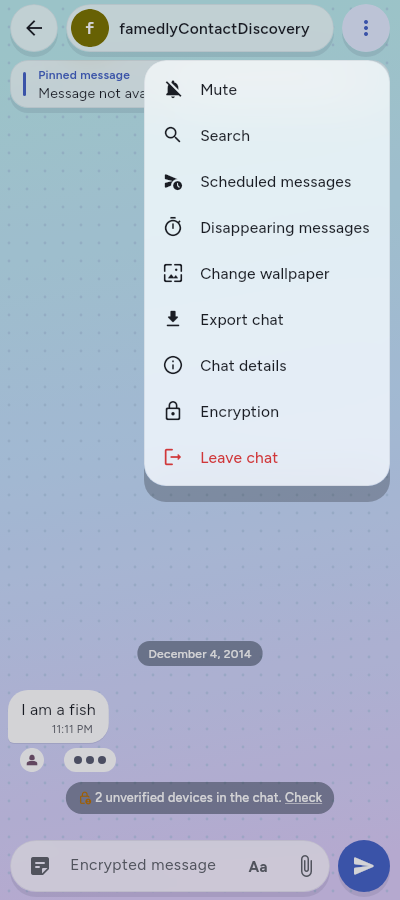 f
famedlyContactDiscovery
Pinned message
Message not ava
Mute
Search
Scheduled messages
Disappearing messages
Change wallpaper
Export chat
Chat details
Encryption
Leave chat
December 4, 2014
I am a fish
11:11 PM
2 unverified devices in the chat. Check
Encrypted message
Aa